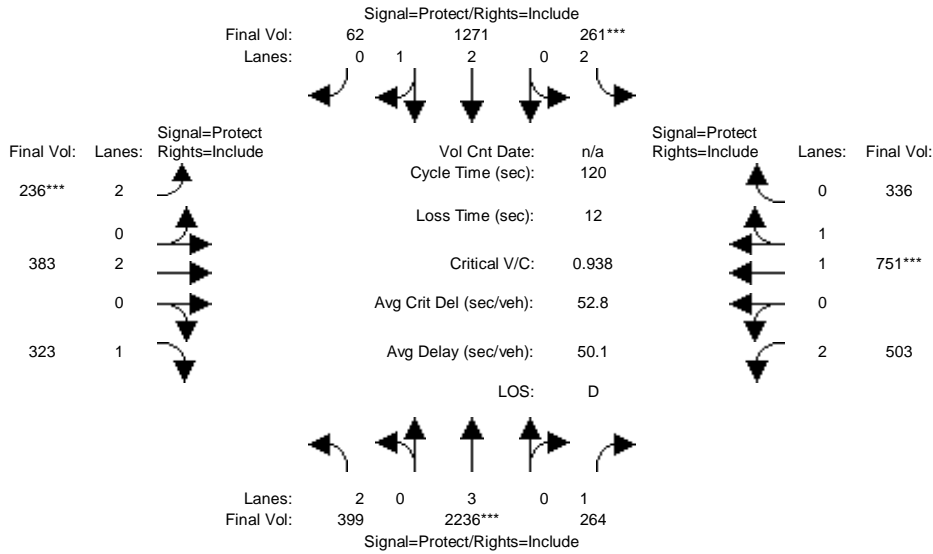 Signal=Protect/Rights=Include
Final Vol: 62 1271 261***
Lanes: 0 1 2 0 2
Signal=Protect
Final Vol: Lanes: Rights=Include
Vol Cnt Date: n/a
Signal=Protect
Rights=Include Lanes: Final Vol:
Cycle Time (sec): 120
236*** 2
0 336
Loss Time (sec): 12
0
1
383 2
Critical V/C: 0.938
1 751***
0
Avg Crit Del (sec/veh): 52.8
0
323 1
Avg Delay (sec/veh): 50.1
2 503
LOS: D
Lanes: 2 0 3 0 1
Final Vol: 399 2236*** 264
Signal=Protect/Rights=Include